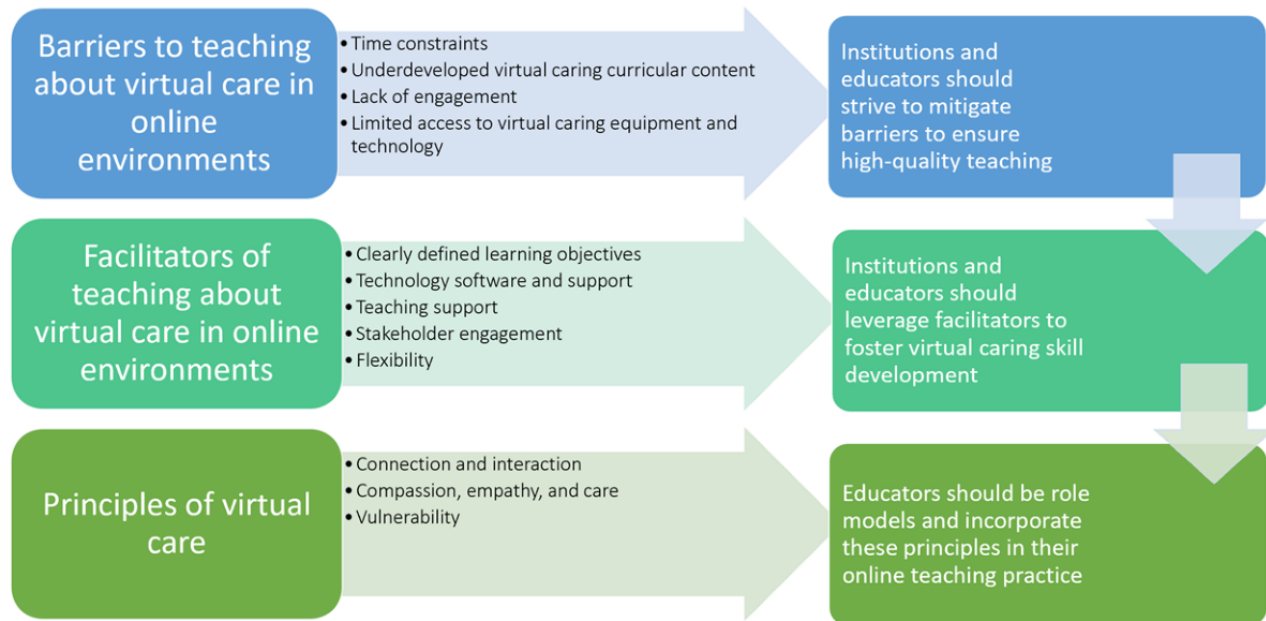 Barriers to teaching
about virtual care in
online
environments
• Time constraints
• Underdeveloped virtual caring curricular content
• Lack of engagement
• Limited access to virtual caring equipment and
technology
Institutions and
educators should
strive to mitigate
barriers to ensure
high-quality teaching
Facilitators of
teaching about
virtual care in online
environments
• Clearly defined learning objectives
• Technology software and support
• Teaching support
• Stakeholder engagement
• Flexibility
Institutions and
educators should
leverage facilitators to
foster virtual caring skill
development
Principles of virtual
care
• Connection and interaction
• Compassion, empathy, and care
• Vulnerability
Educators should be role
models and incorporate
these principles in their
online teaching practice